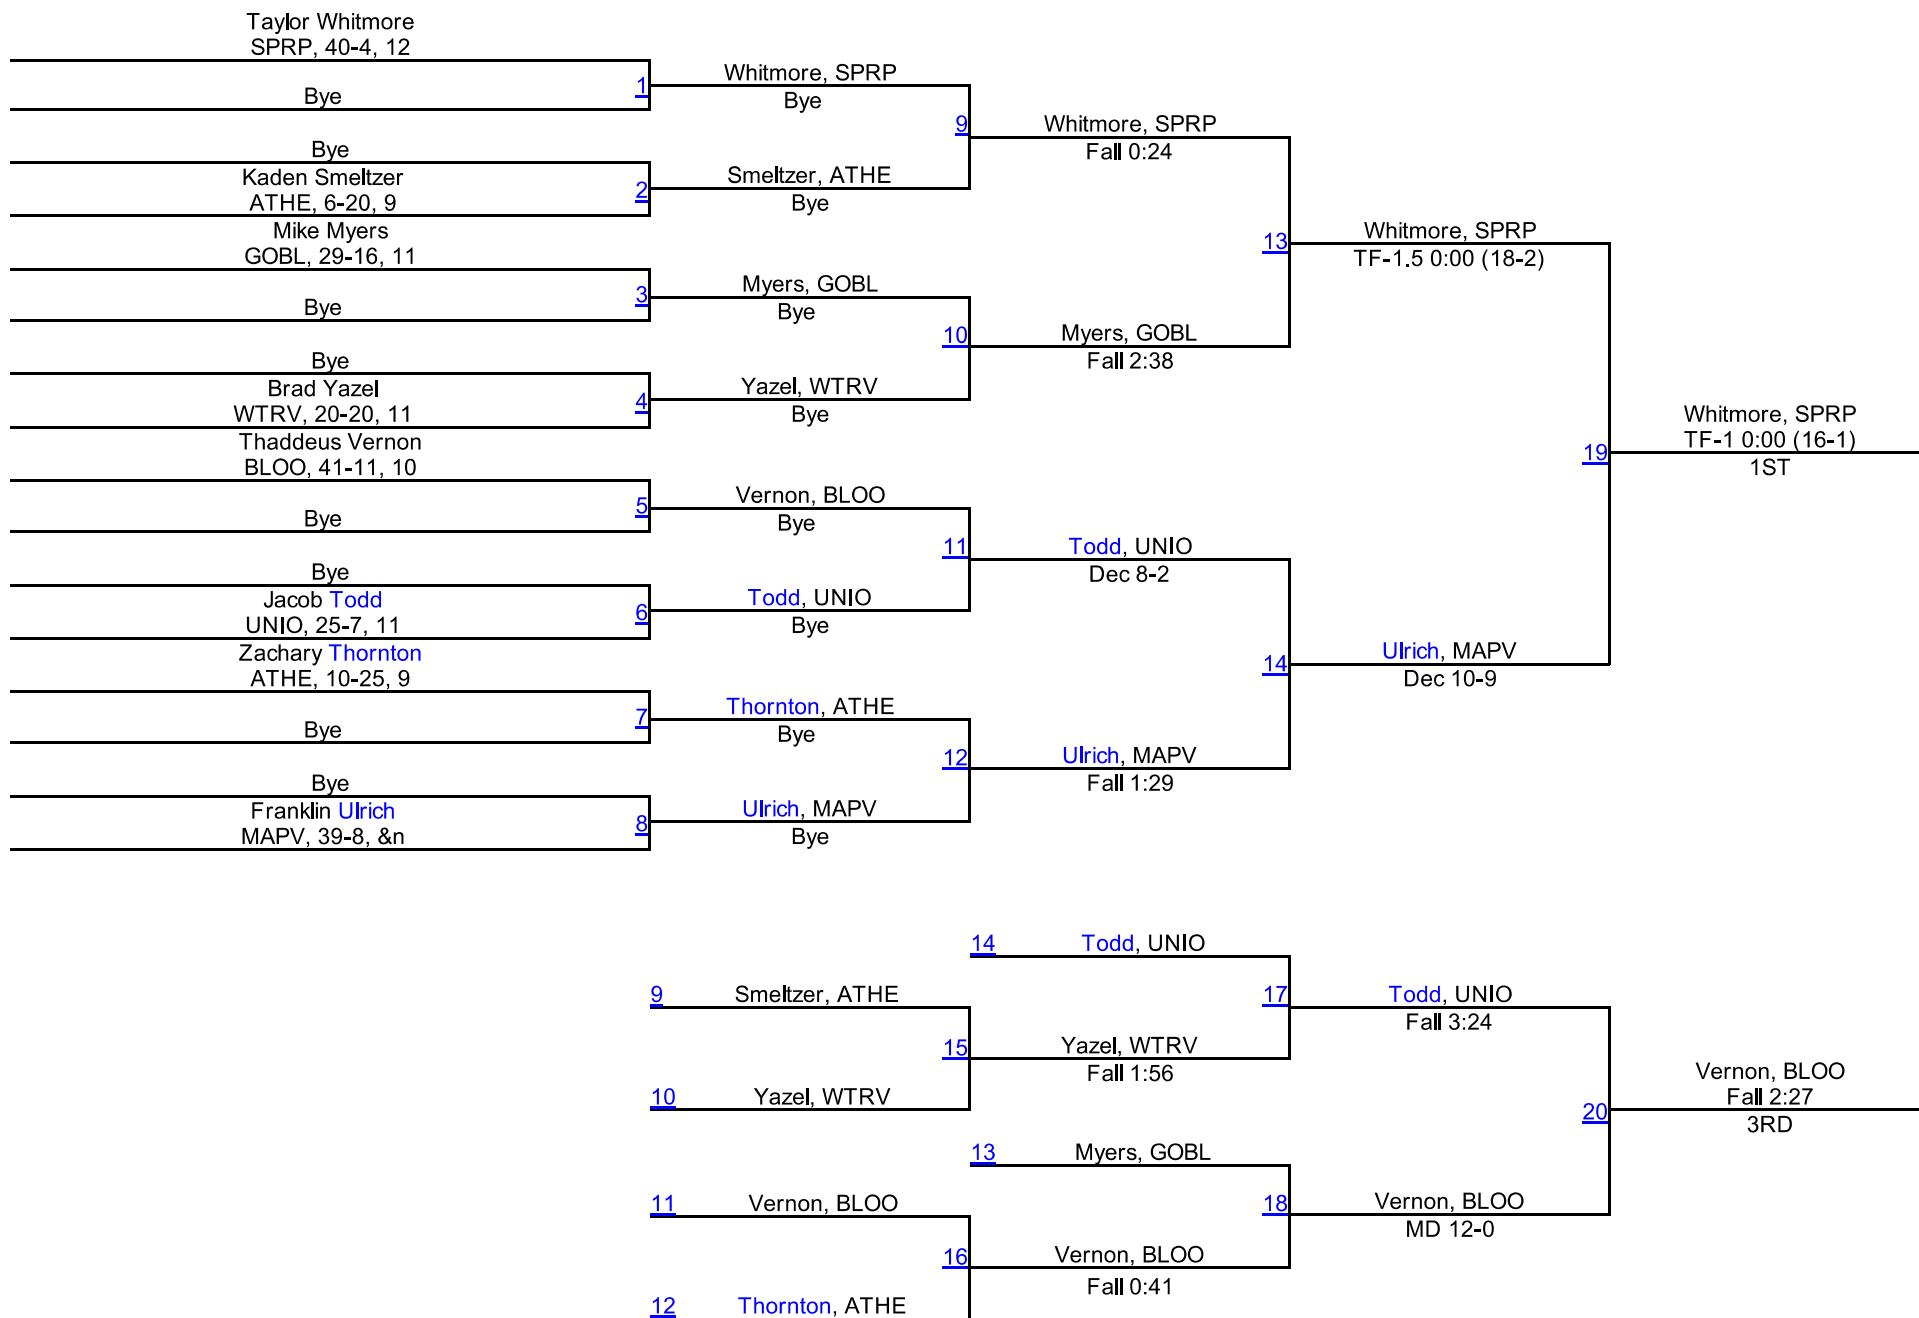 Taylor Whitmore
SPRP, 40-4, 12
Bye
1
Whitmore, SPRP
Bye
Bye
Kaden Smeltzer
ATHE, 6-20, 9
2
Smeltzer, ATHE
Bye
9
Whitmore, SPRP
Fall 0:24
Mike Myers
GOBL, 29-16, 11
Bye
3
Myers, GOBL
Bye
Bye
Brad Yazel
WTRV, 20-20, 11
4
Yazel, WTRV
Bye
10
Myers, GOBL
Fall 2:38
13
Whitmore, SPRP
TF-1.5 0:00 (18-2)
Thaddeus Vernon
BLOO, 41-11, 10
Bye
5
Vernon, BLOO
Bye
Bye
Jacob Todd
UNIO, 25-7, 11
6
Todd, UNIO
Bye
11
Todd, UNIO
Dec 8-2
Zachary Thornton
ATHE, 10-25, 9
Bye
7
Thornton, ATHE
Bye
Bye
Franklin Ulrich
MAPV, 39-8, &n
8
Ulrich, MAPV
Bye
12
Ulrich, MAPV
Fall 1:29
14
Ulrich, MAPV
Dec 10-9
19
Whitmore, SPRP
TF-1 0:00 (16-1)
1ST
14
Todd, UNIO
9
Smeltzer, ATHE
10
Yazel, WTRV
15
Yazel, WTRV
Fall 1:56
17
Todd, UNIO
Fall 3:24
13
Myers, GOBL
11
Vernon, BLOO
12
Thornton, ATHE
16
Vernon, BLOO
Fall 0:41
18
Vernon, BLOO
MD 12-0
20
Vernon, BLOO
Fall 2:27
3RD